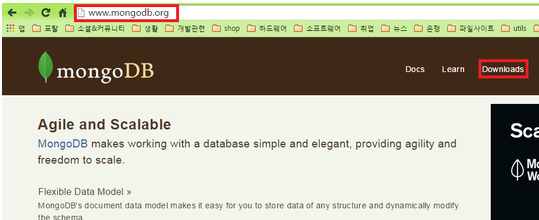 www.mongodb.org
앱 포탈 소셜&커뮤니티 생활 개발관련 shop 하드웨어 소프트웨어 취업 뉴스 은행 파일사이트 utils
mongoDB Docs Learn Downloads
Agile and Scalable
MongoDB makes working with a database simple and elegant, providing agility and
freedom to scale.
Flexible Data Model »
MongoDB's document data model makes it easy for you to store data of any structure and dynamically modify
the schema.
Sca
Mo
Wo